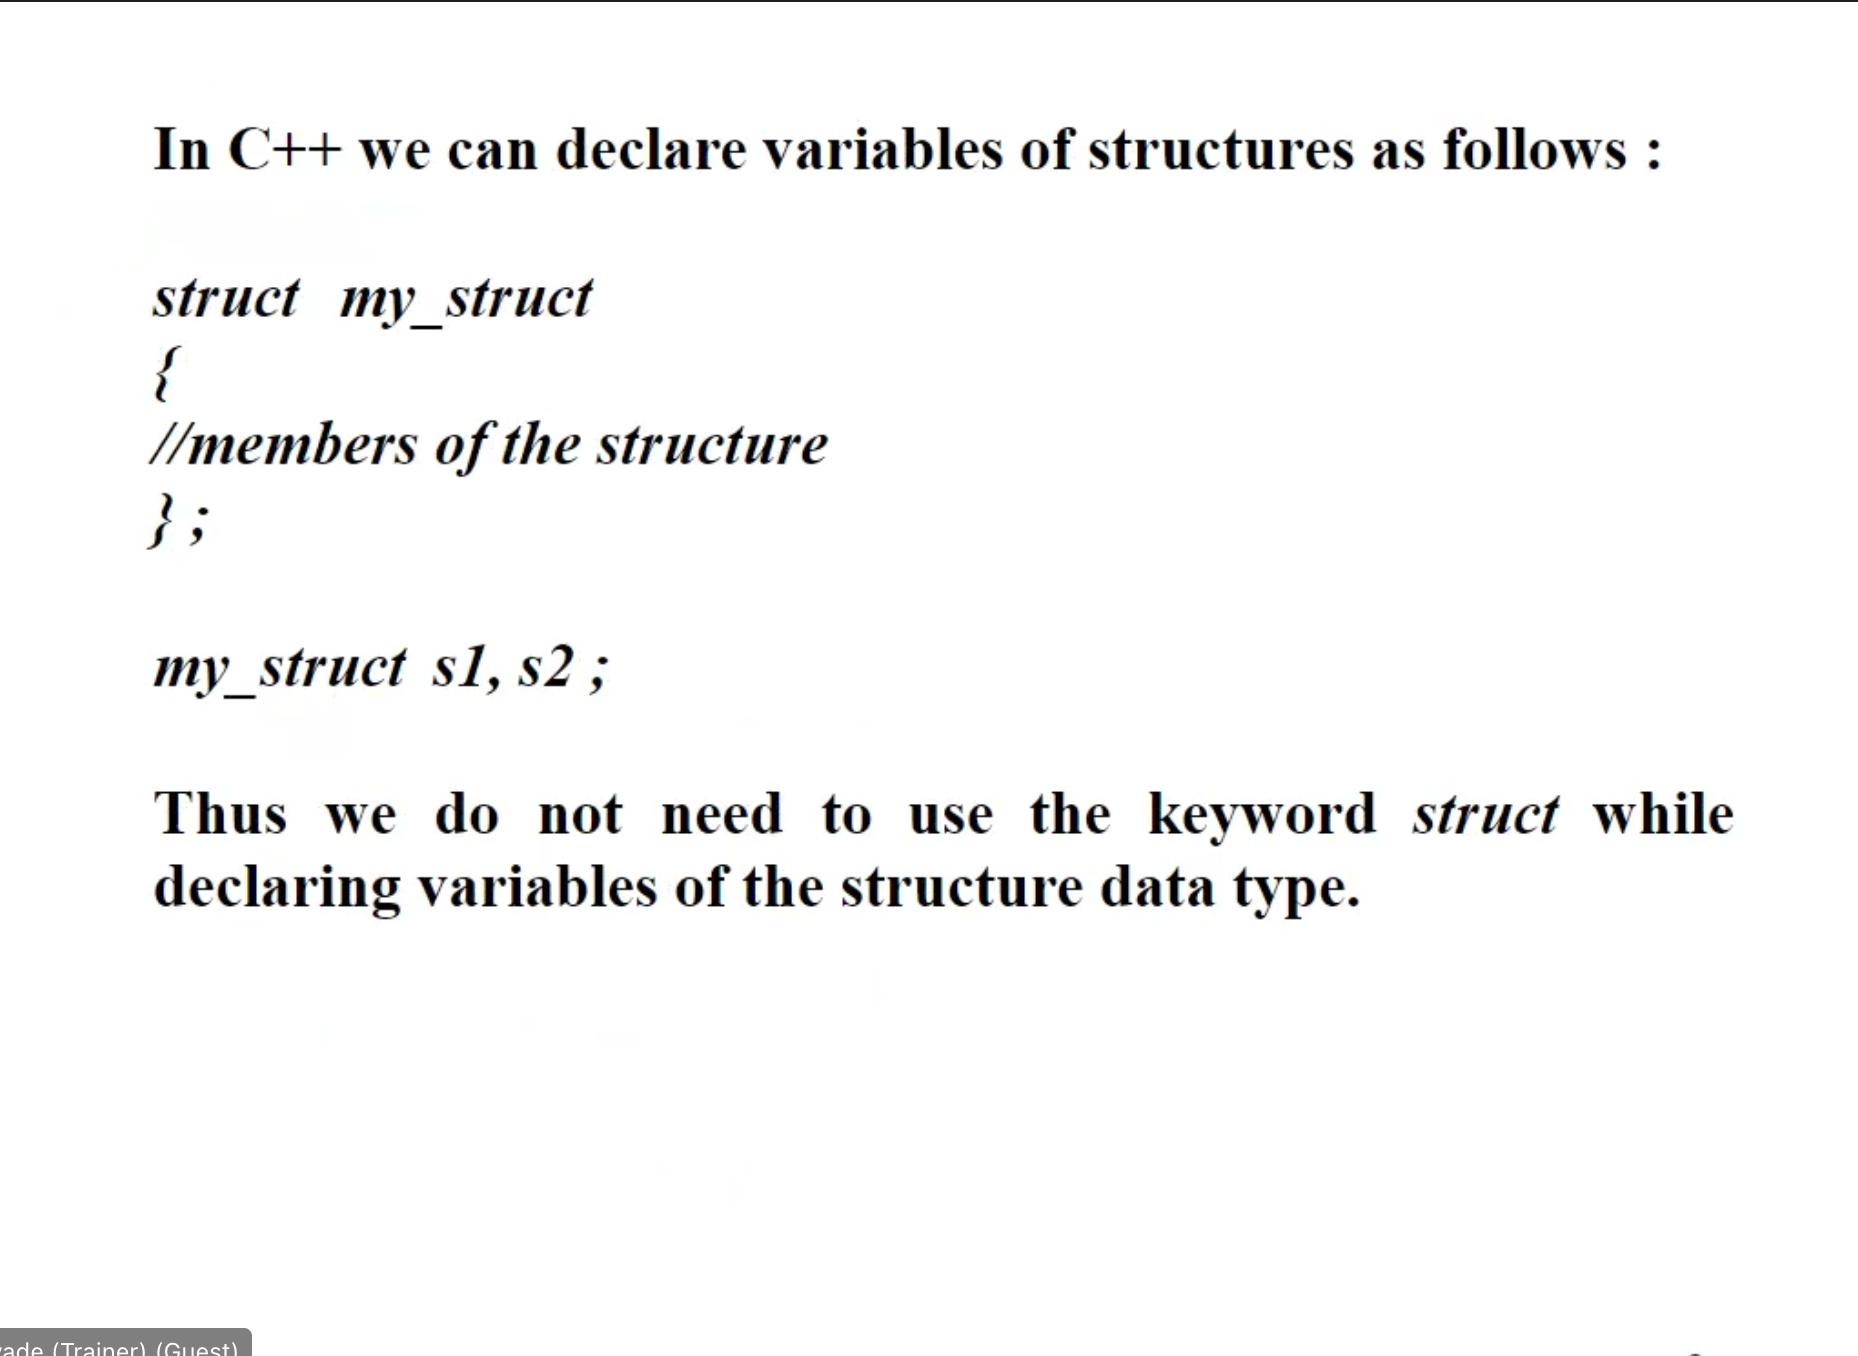 In C++ we can declare variables of structures as follows :
struct my_struct
{
//members of the structure
} ;
my_struct s1, s2 ;
Thus we do not need to use the keyword struct while
declaring variables of the structure data type.
(Trainer) (Guest)